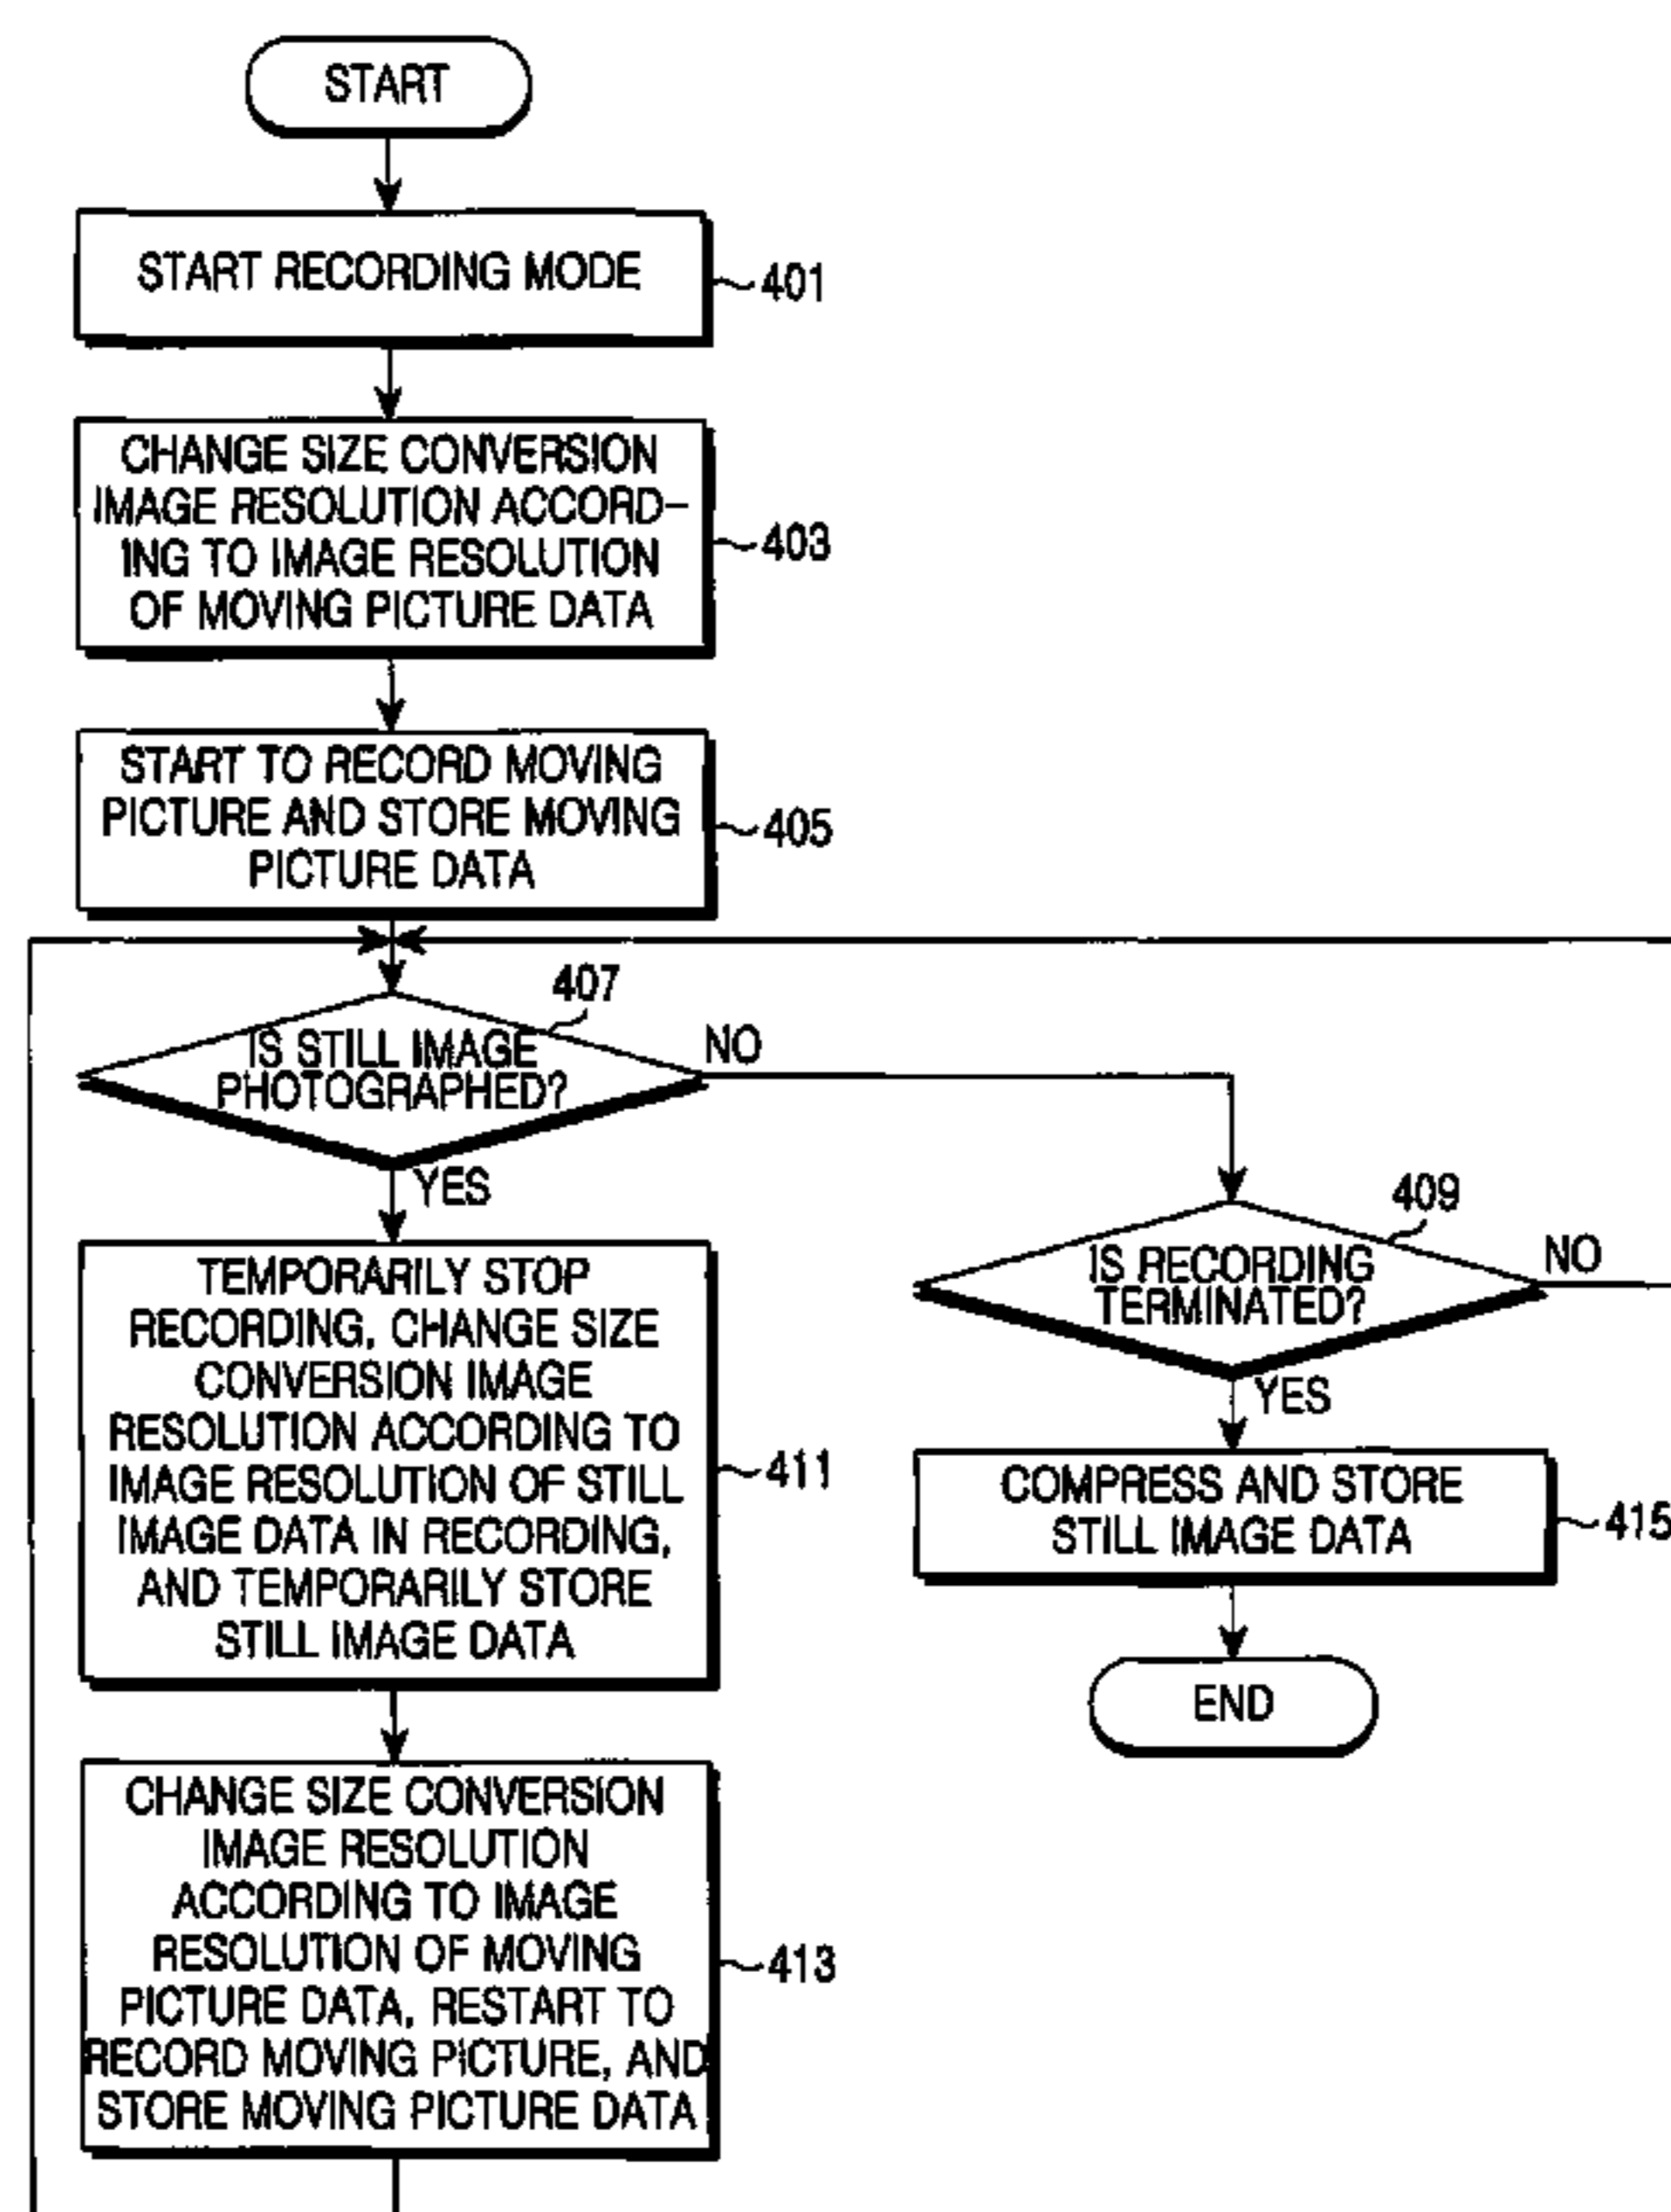 START
START RECORDING MODE
401
CHANGE SIZE CONVERSION
IMAGE RESOLUTION ACCORD-
ING TO IMAGE RESOLUTION
OF MOVING PICTURE DATA
403
START TO RECORD MOVING
PICTURE AND STORE MOVING
PICTURE DATA
405
407
IS STILL IMAGE
PHOTOGRAPHED?
NO
YES
409
IS RECORDING
TERMINATED?
NO
YES
TEMPORARILY STOP
RECORDING, CHANGE SIZE
CONVERSION IMAGE
RESOLUTION ACCORDING TO
IMAGE RESOLUTION OF STILL
IMAGE DATA IN RECORDING,
AND TEMPORARILY STORE
STILL IMAGE DATA
411
COMPRESS AND STORE
STILL IMAGE DATA
415
END
CHANGE SIZE CONVERSION
IMAGE RESOLUTION
ACCORDING TO IMAGE
RESOLUTION OF MOVING
PICTURE DATA, RESTART TO
RECORD MOVING PICTURE, AND
STORE MOVING PICTURE DATA
413